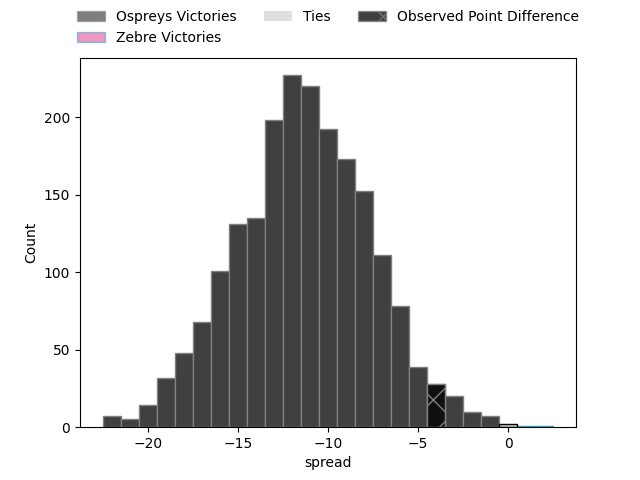 Ospreys Victories
Ties
Observed Point Difference
Zebre Victories
200
150
100
50
0
Count
−20
−15
−10
−5
0
spread